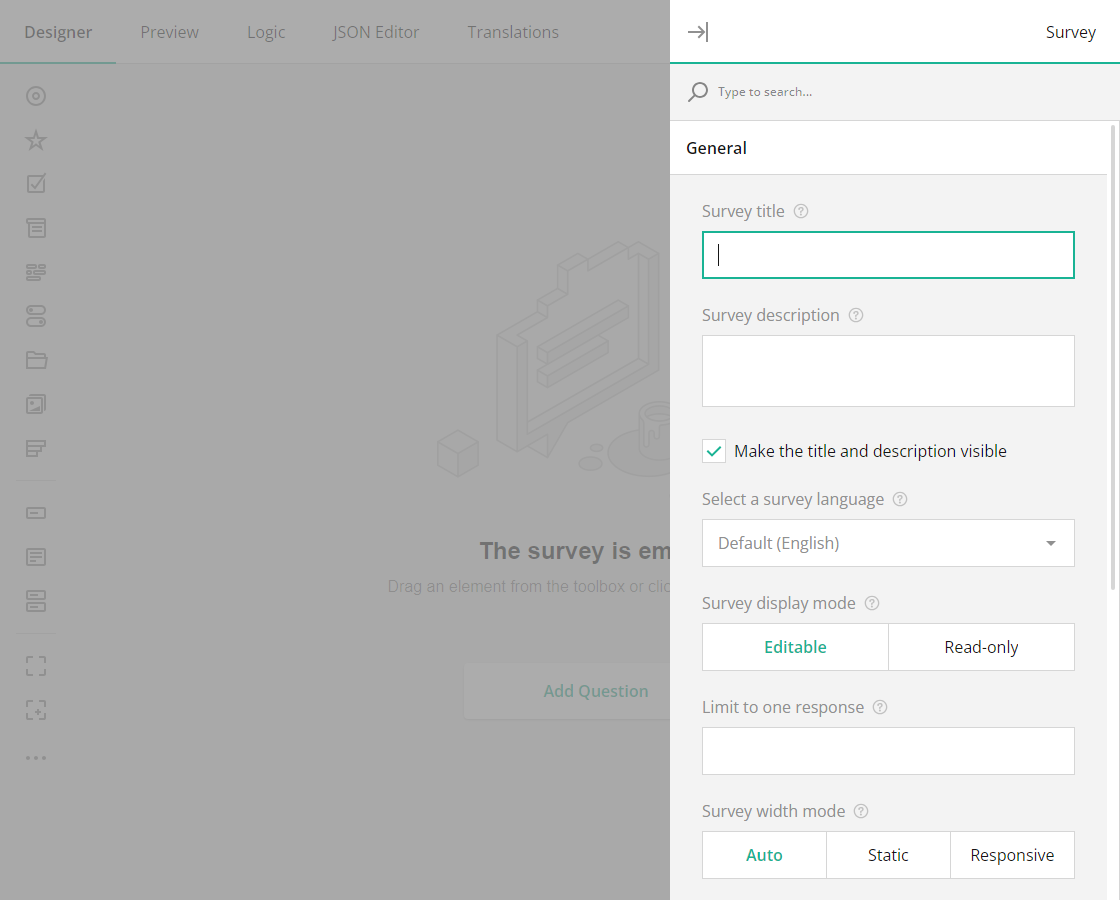 Designer
Preview
Logic
JSON Editor
Translations
Survey
Type to search...
General
Survey title
Survey description
Make the title and description visible
Select a survey language
Default (English)
Survey display mode
Editable
Read-only
Limit to one response
Survey width mode
Auto
Static
Responsive
The survey is em
Drag an element from the toolbox or clic
Add Question